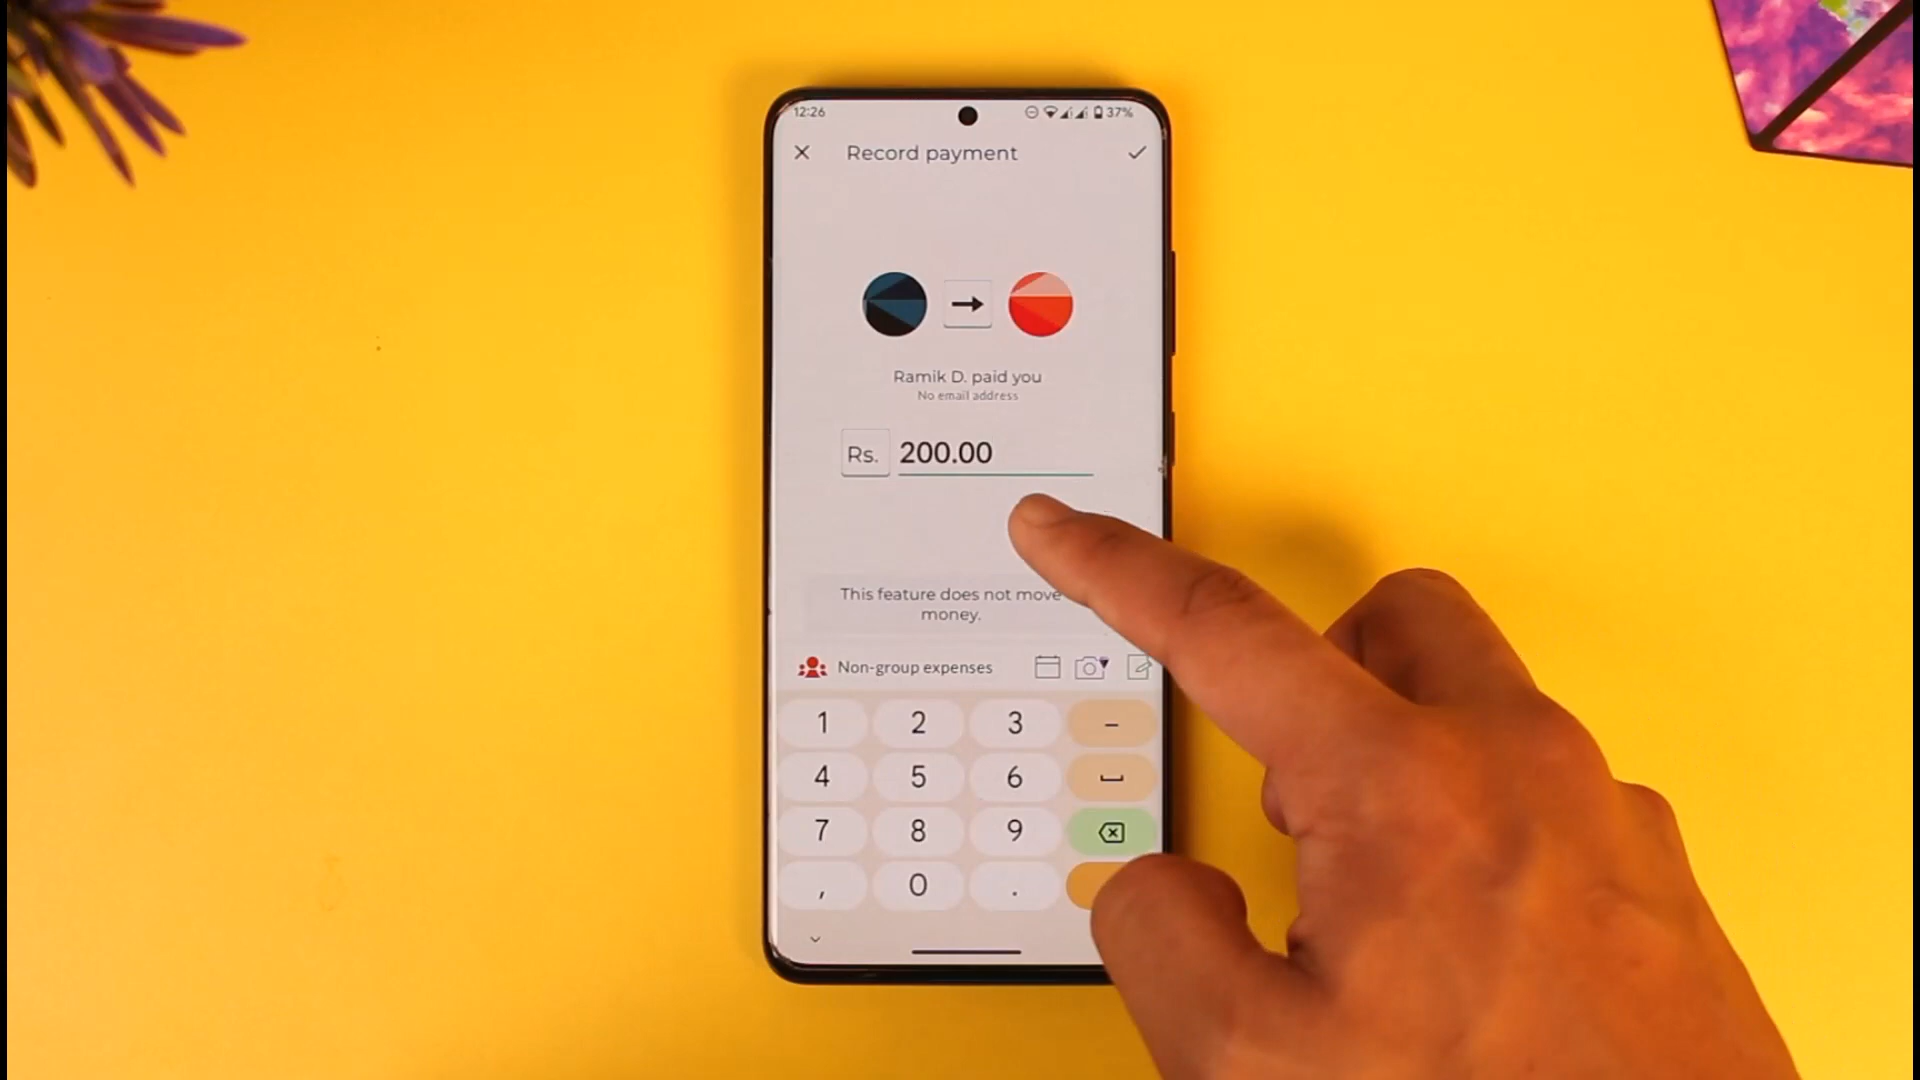 12:26
37%
Record payment
Ramik D. paid you
No email address
Rs. 200.00
This feature does not move
money.
Non-group expenses
1 2 3 -
4 5 6
7 8 9
, 0 .